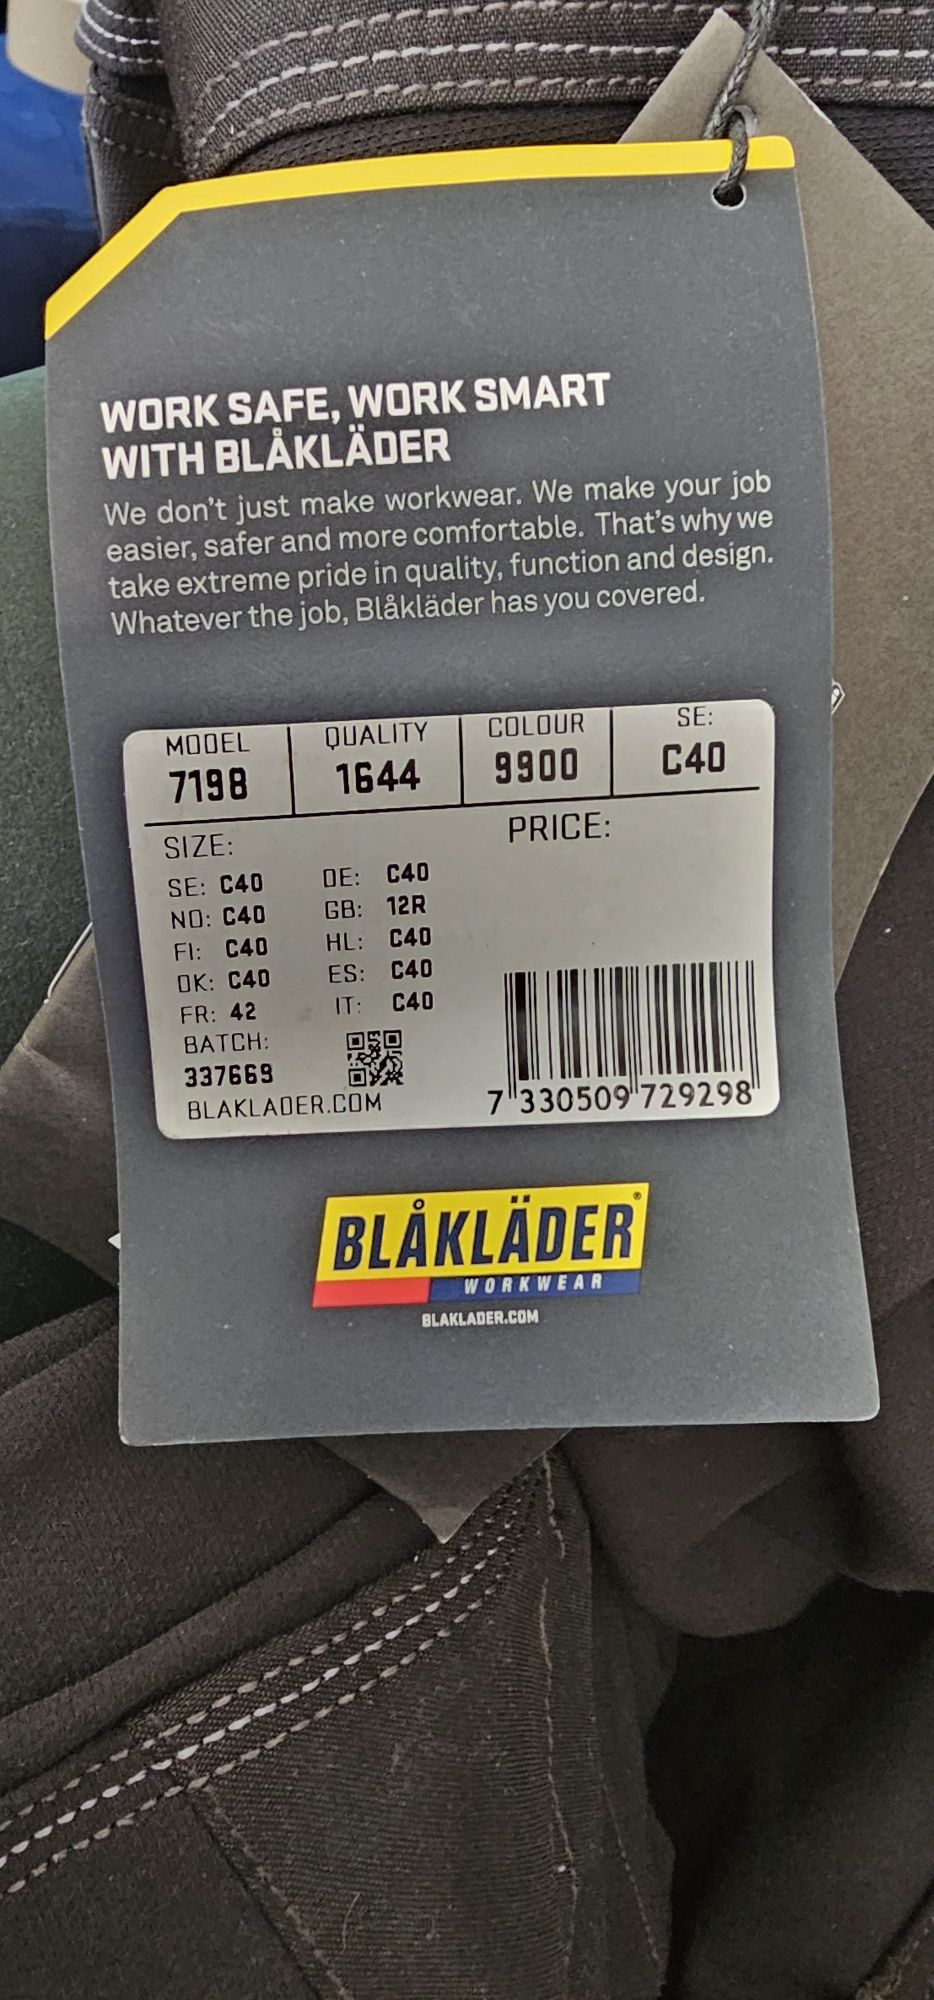 WORK SAFE, WORK SMART
WITH BLÅKLÄDER
We don't just make workwear. We make your job
easier, safer and more comfortable. That's why we
take extreme pride in quality, function and design.
Whatever the job, Blåkläder has you covered.
MODEL QUALITY COLOUR SE:
7198 1644 9900 C40
SIZE: PRICE:
SE: C40 DE: C40
NO: C40 GB: 12R
FI: C40 HL: C40
DK: C40 ES: C40
FR: 42 IT: C40
BATCH:
337669
BLAKLADER.COM
7 330509 729298
BLÅKLÄDER®
WORKWEAR
BLAKLADER.COM